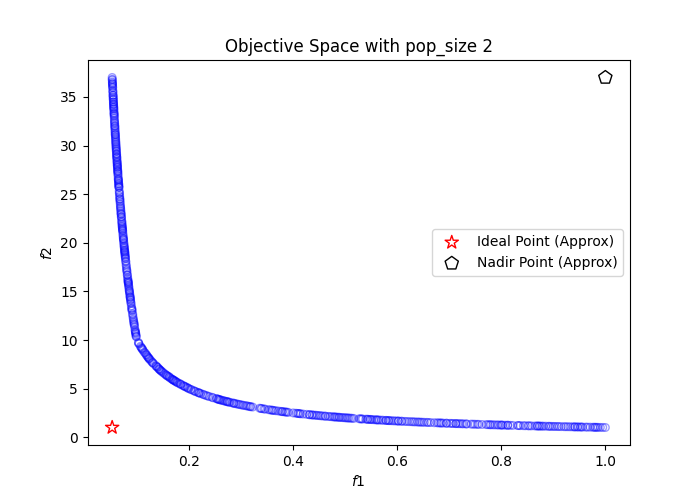 Objective Space with pop_size 2
f2
35
30
25
20
15
10
5
0
Ideal Point (Approx)
Nadir Point (Approx)
0.2 0.4 0.6 0.8 1.0
f1